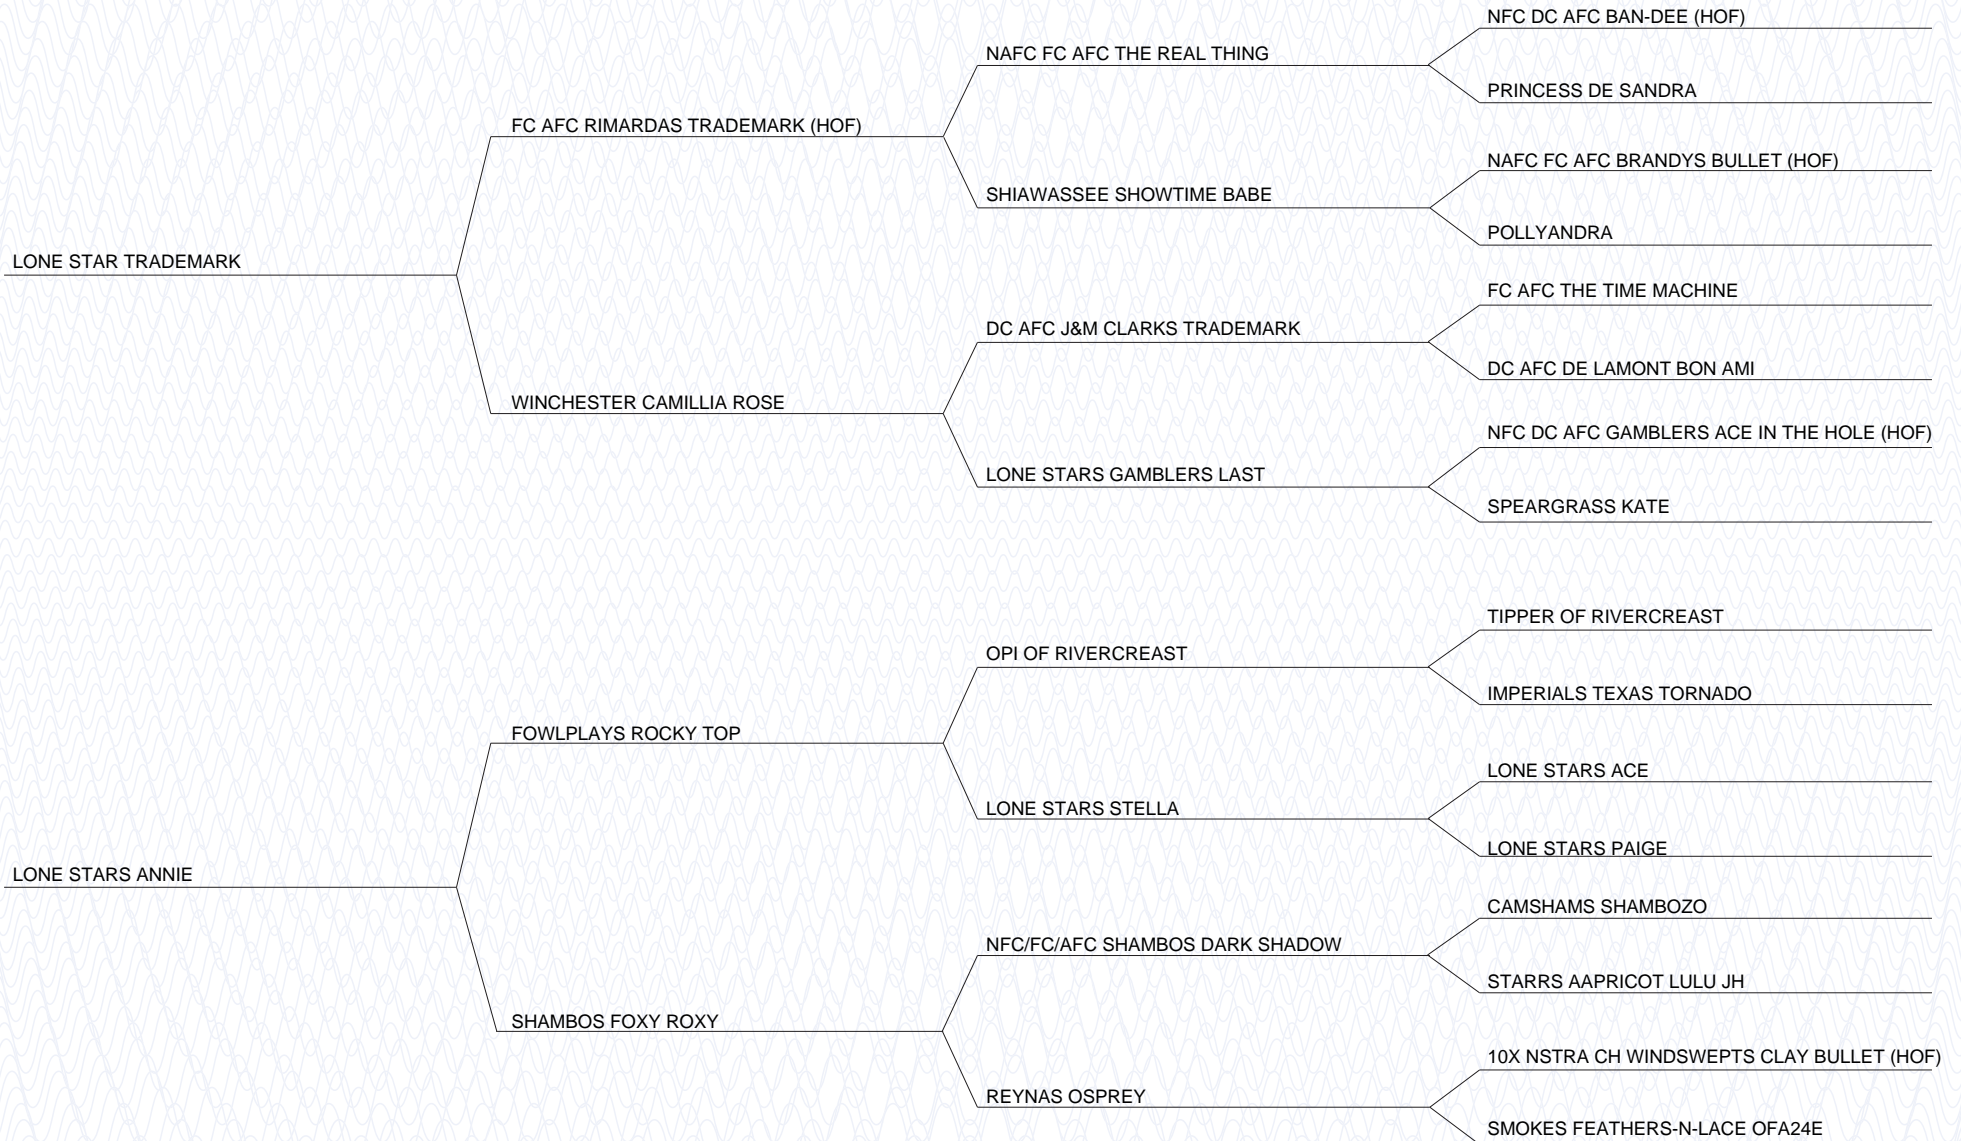 NFC DC AFC BAN-DEE (HOF)
NAFC FC AFC THE REAL THING
PRINCESS DE SANDRA
FC AFC RIMARDAS TRADEMARK (HOF)
NAFC FC AFC BRANDYS BULLET (HOF)
SHIAWASSEE SHOWTIME BABE
POLLYANDRA
LONE STAR TRADEMARK
FC AFC THE TIME MACHINE
DC AFC J&M CLARKS TRADEMARK
DC AFC DE LAMONT BON AMI
WINCHESTER CAMILLIA ROSE
NFC DC AFC GAMBLERS ACE IN THE HOLE (HOF)
LONE STARS GAMBLERS LAST
SPEARGRASS KATE
TIPPER OF RIVERCREAST
OPI OF RIVERCREAST
IMPERIALS TEXAS TORNADO
FOWLPLAYS ROCKY TOP
LONE STARS ACE
LONE STARS STELLA
LONE STARS PAIGE
LONE STARS ANNIE
CAMSHAMS SHAMBOZO
NFC/FC/AFC SHAMBOS DARK SHADOW
STARRS AAPRICOT LULU JH
SHAMBOS FOXY ROXY
10X NSTRA CH WINDSWEPTS CLAY BULLET (HOF)
REYNAS OSPREY
SMOKES FEATHERS-N-LACE OFA24E